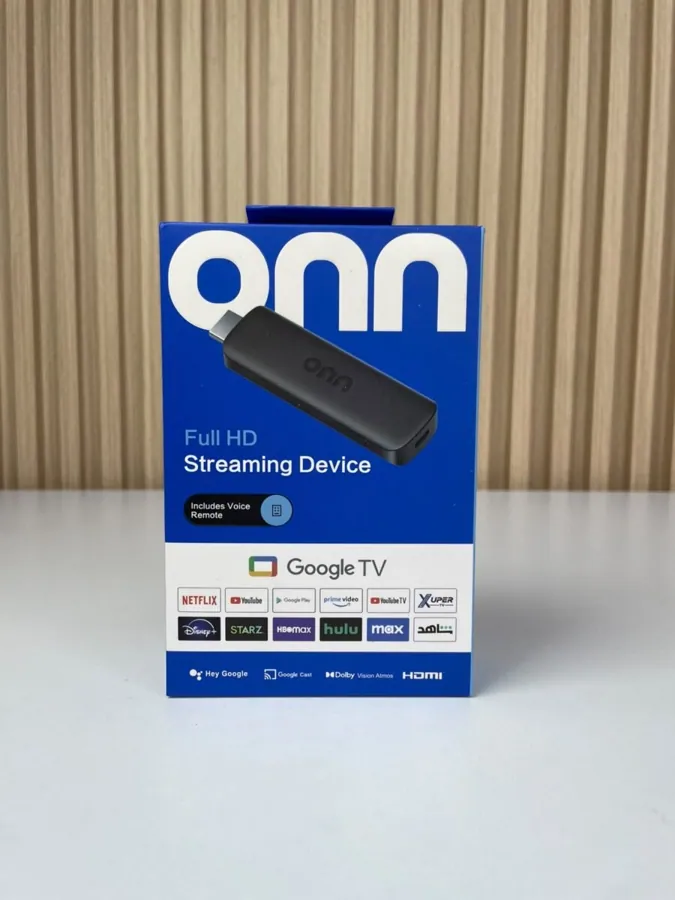 onn
onn
Full HD
Streaming Device
Includes Voice
Remote
Google TV
NETFLIX YouTube Google Play prime video YouTube TV XUPER
Disney+ STARZ HBOmax hulu max شاهد
Hey Google Google Cast Dolby Vision Atmos HDMI